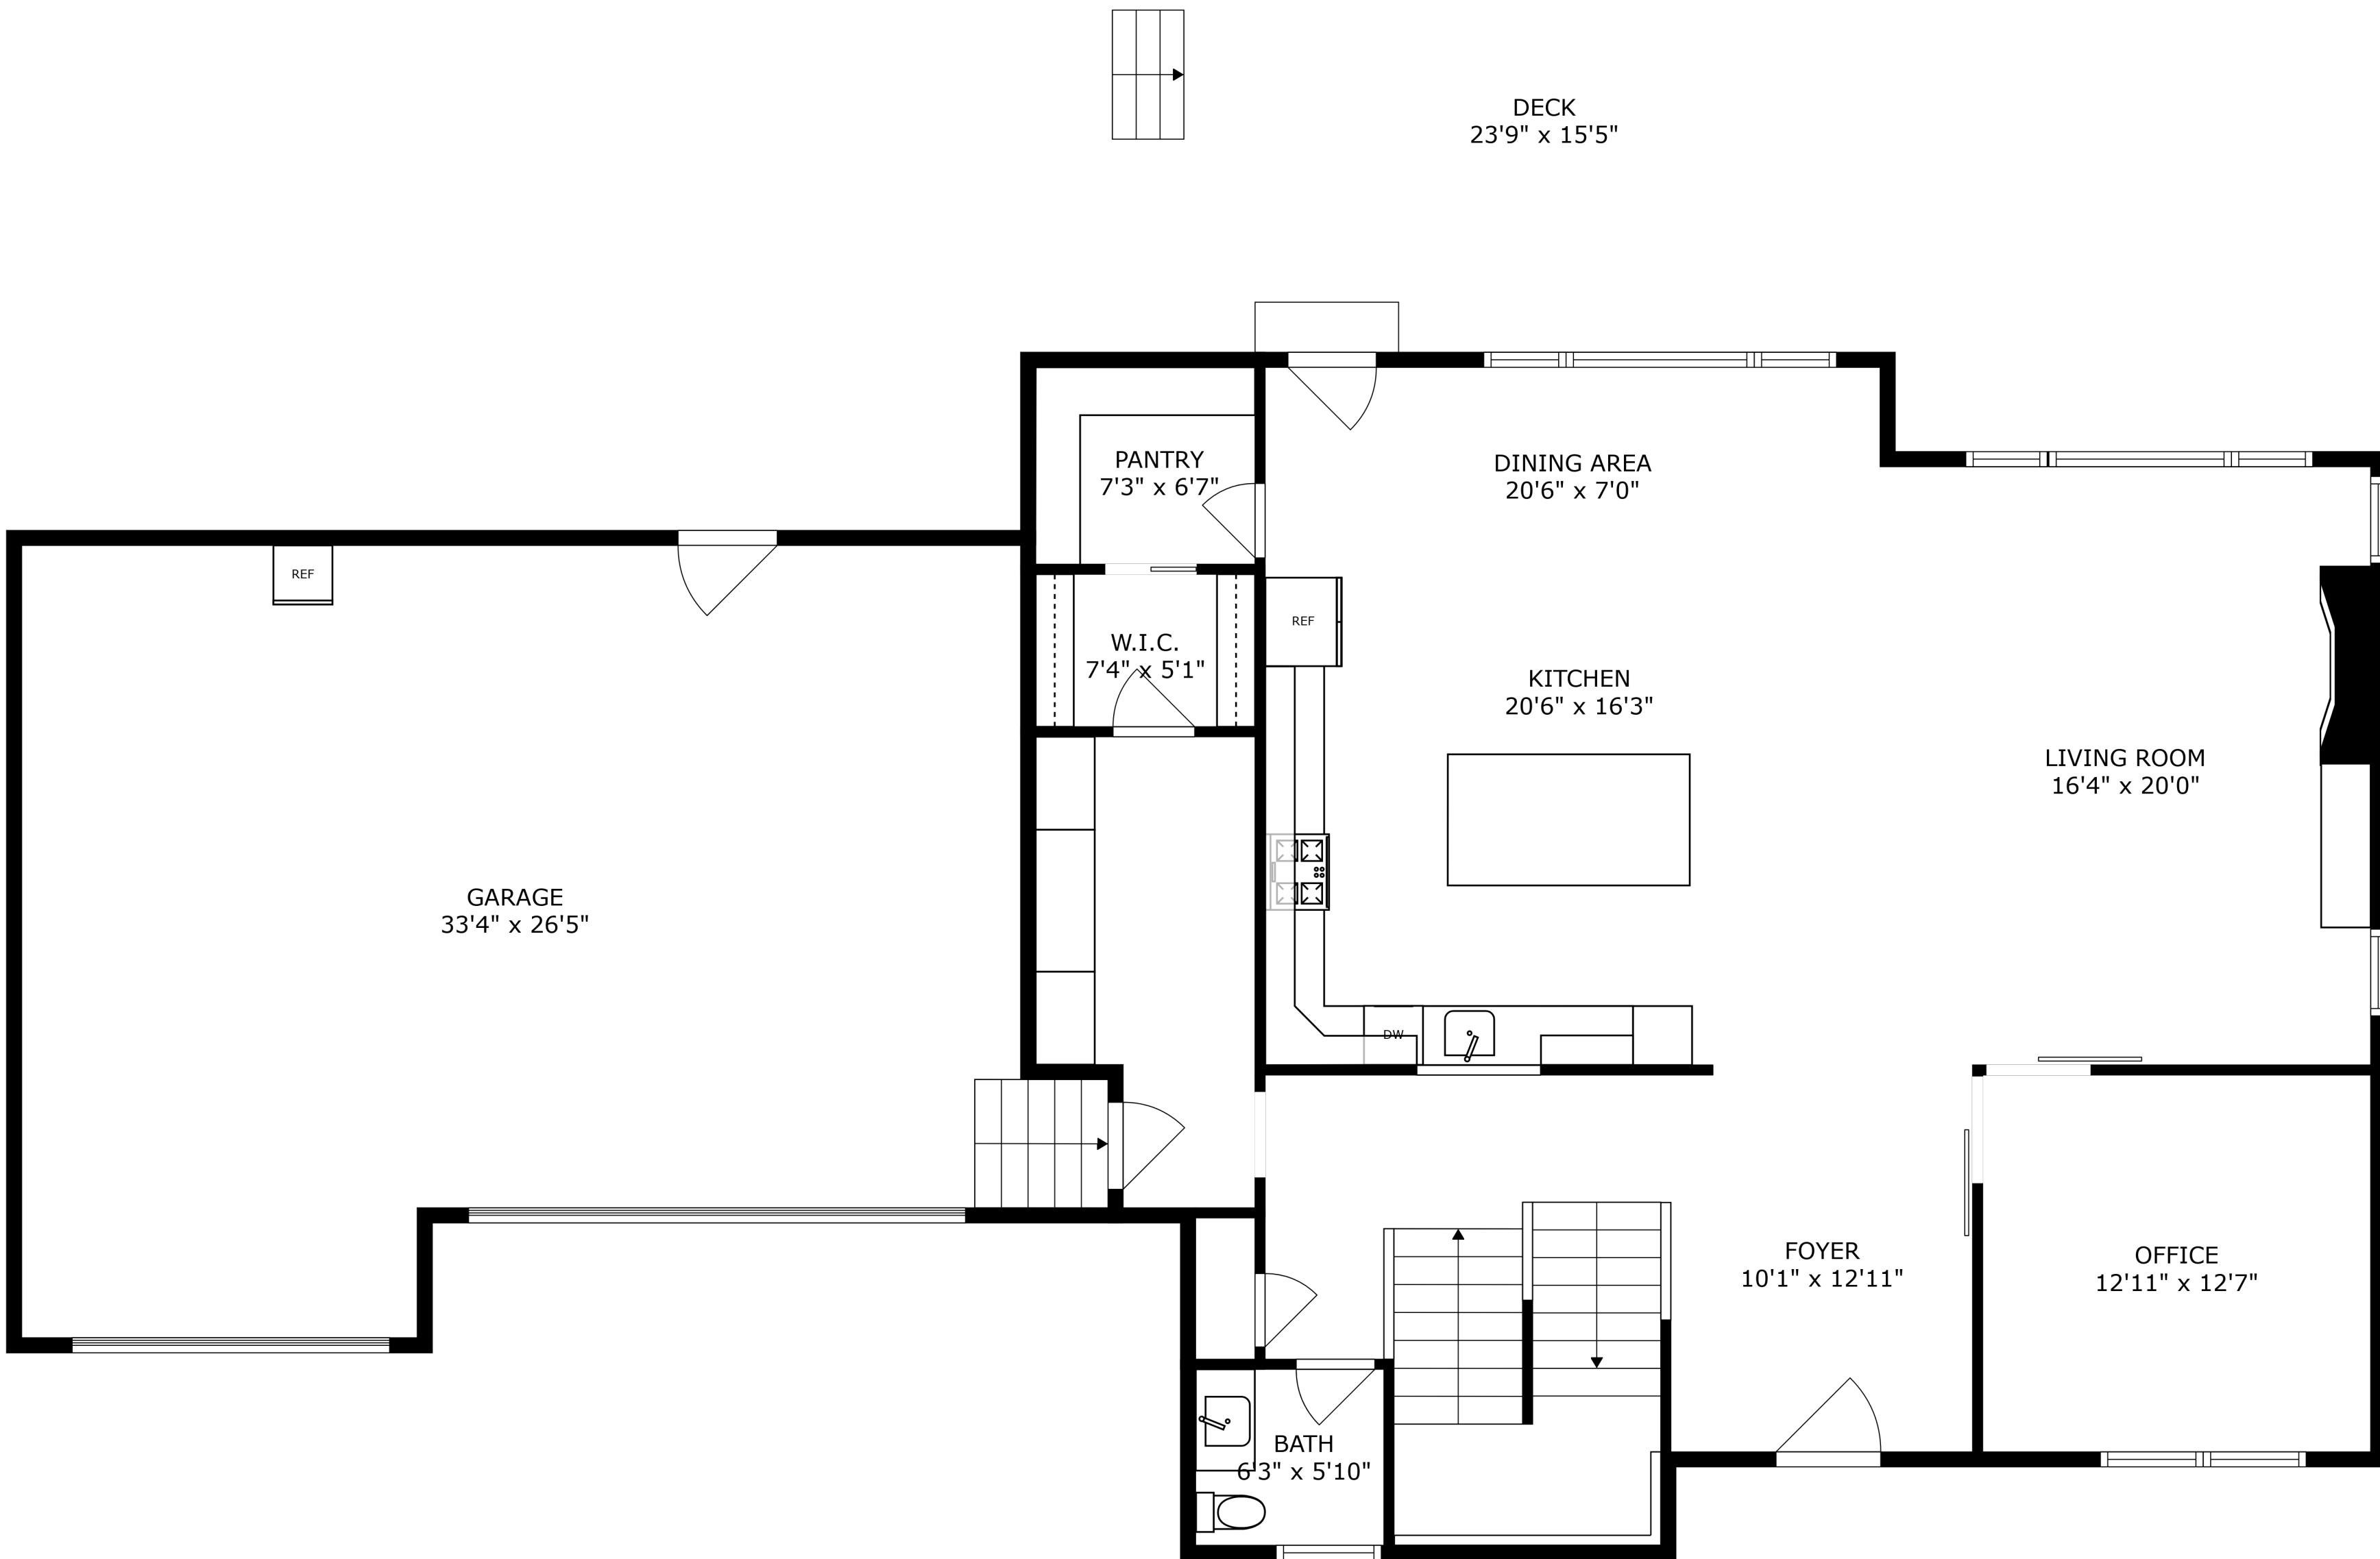 DECK
23'9" x 15'5"
PANTRY
7'3" x 6'7"
DINING AREA
20'6" x 7'0"
REF
REF
W.I.C.
7'4" x 5'1"
KITCHEN
20'6" x 16'3"
LIVING ROOM
16'4" x 20'0"
GARAGE
33'4" x 26'5"
DW
FOYER
10'1" x 12'11"
OFFICE
12'11" x 12'7"
BATH
6'3" x 5'10"